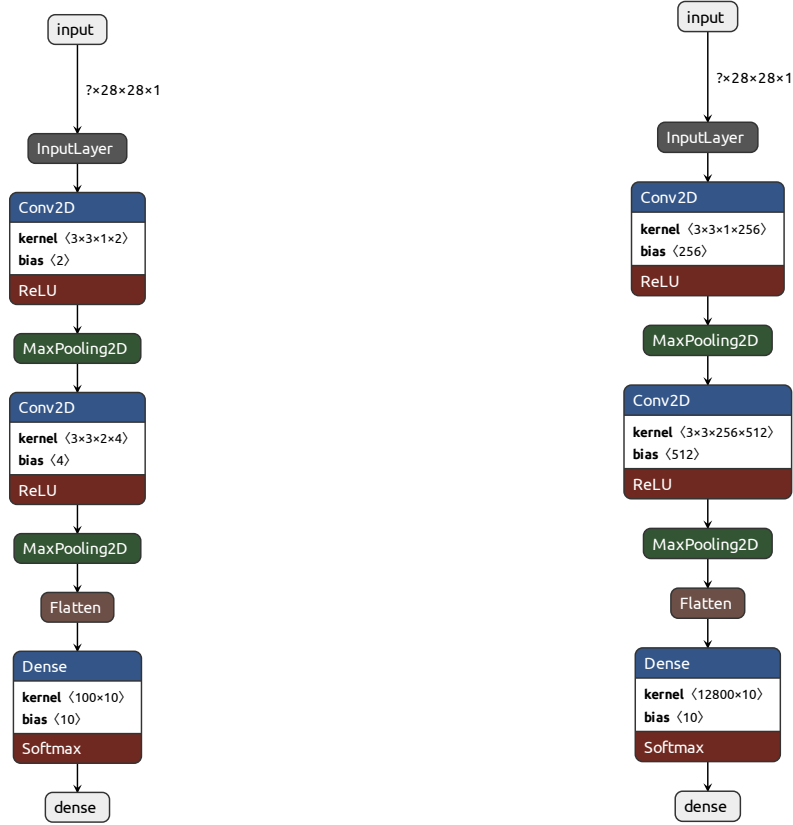 input
?×28×28×1
InputLayer
Conv2D
kernel 〈3×3×1×2〉
bias 〈2〉
ReLU
MaxPooling2D
Conv2D
kernel 〈3×3×2×4〉
bias 〈4〉
ReLU
MaxPooling2D
Flatten
Dense
kernel 〈100×10〉
bias 〈10〉
Softmax
dense
input
?×28×28×1
InputLayer
Conv2D
kernel 〈3×3×1×256〉
bias 〈256〉
ReLU
MaxPooling2D
Conv2D
kernel 〈3×3×256×512〉
bias 〈512〉
ReLU
MaxPooling2D
Flatten
Dense
kernel 〈12800×10〉
bias 〈10〉
Softmax
dense